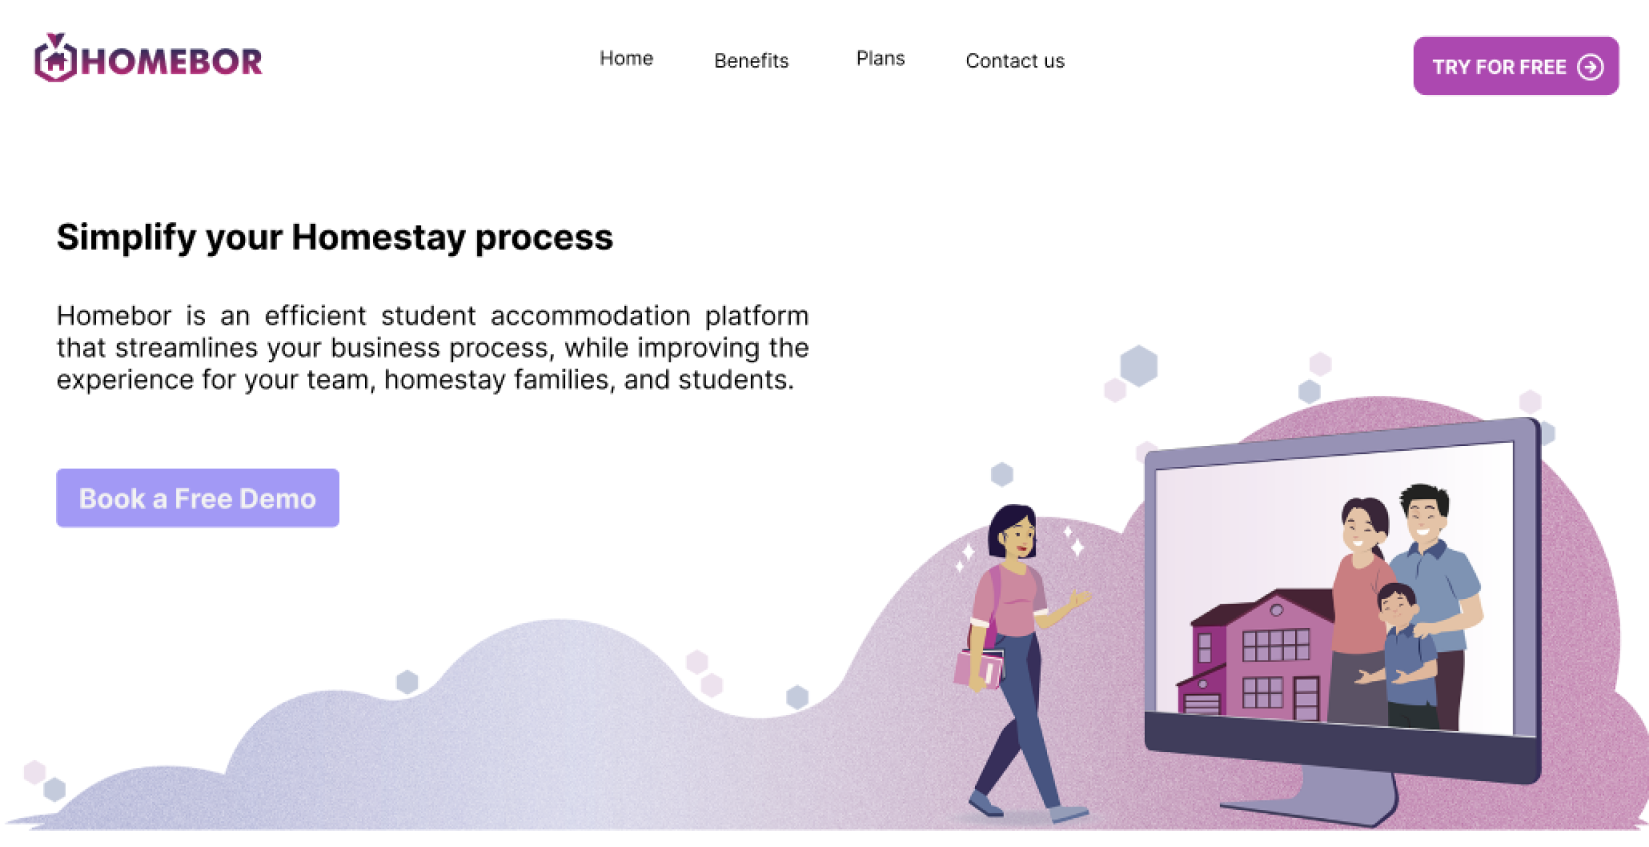 HOMEBOR
Home
Benefits
Plans
Contact us
TRY FOR FREE
Simplify your Homestay process
Homebor is an efficient student accommodation platform
that streamlines your business process, while improving the
experience for your team, homestay families, and students.
Book a Free Demo